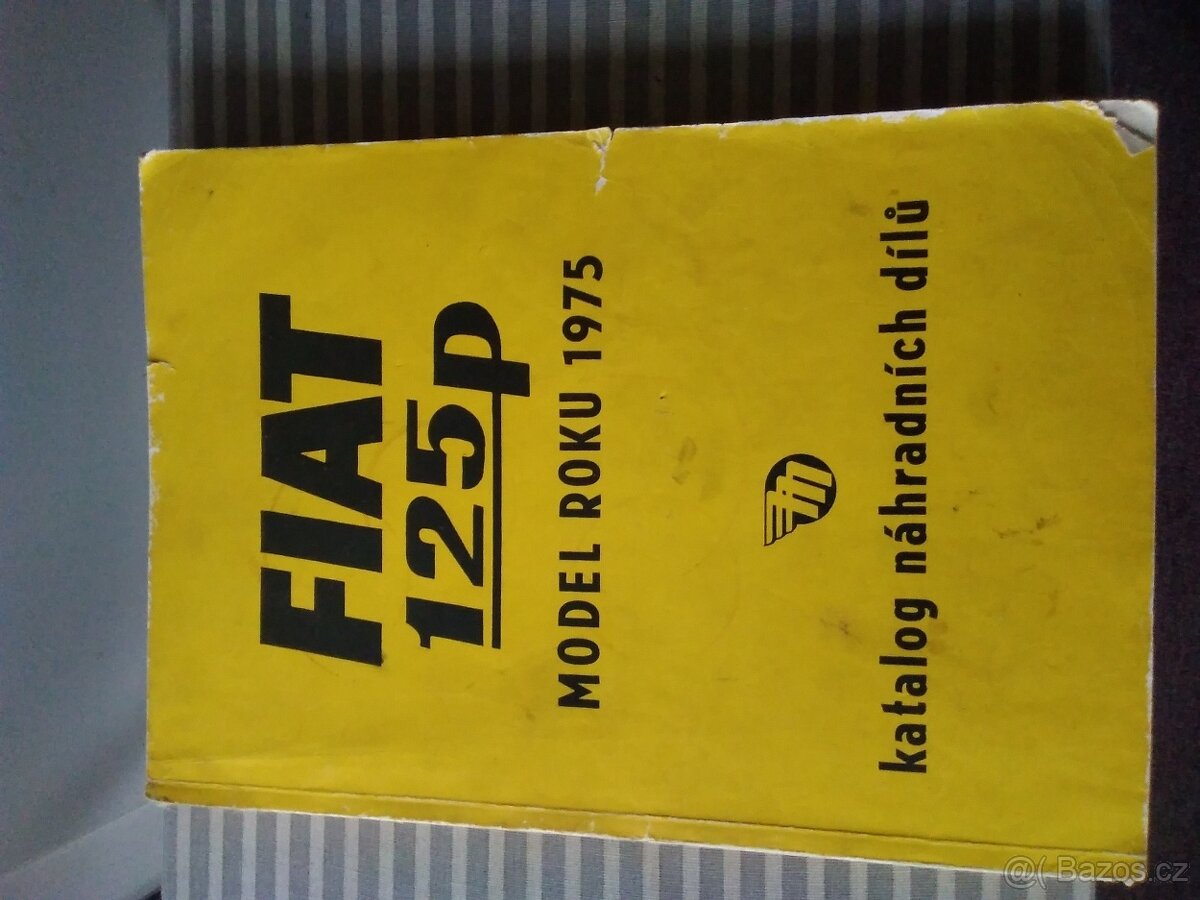 FIAT
125p
MODEL ROKU 1975
katalog náhradních dílů
@( Bazos.cz